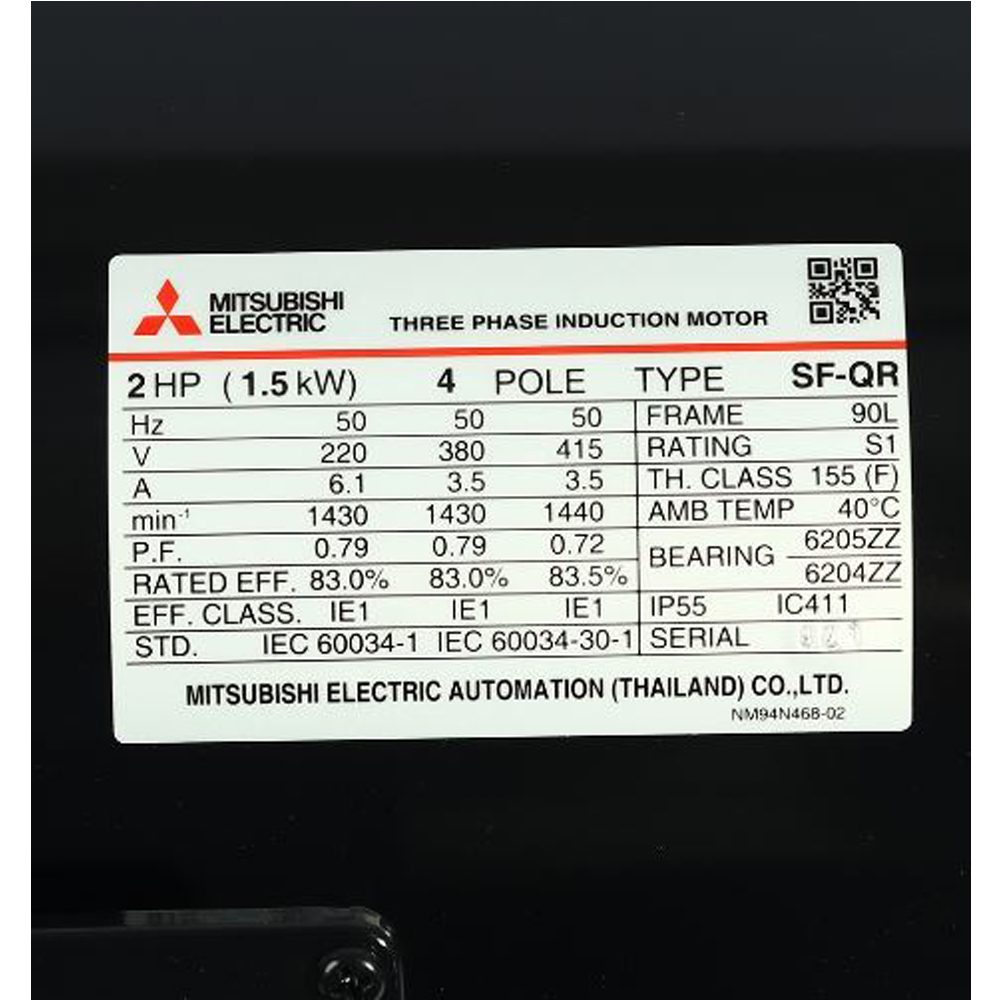 MITSUBISHI
ELECTRIC
THREE PHASE INDUCTION MOTOR
2 HP (1.5 kW) 4 POLE TYPE SF-QR
Hz 50 50 50 FRAME 90L
V 220 380 415 RATING S1
A 6.1 3.5 3.5 TH. CLASS 155 (F)
min⁻¹ 1430 1430 1440 AMB TEMP 40°C
P.F. 0.79 0.79 0.72 BEARING 6205ZZ
RATED EFF. 83.0% 83.0% 83.5% 6204ZZ
EFF. CLASS. IE1 IE1 IE1 IP55 IC411
STD. IEC 60034-1 IEC 60034-30-1 SERIAL
MITSUBISHI ELECTRIC AUTOMATION (THAILAND) CO.,LTD.
NM94N468-02